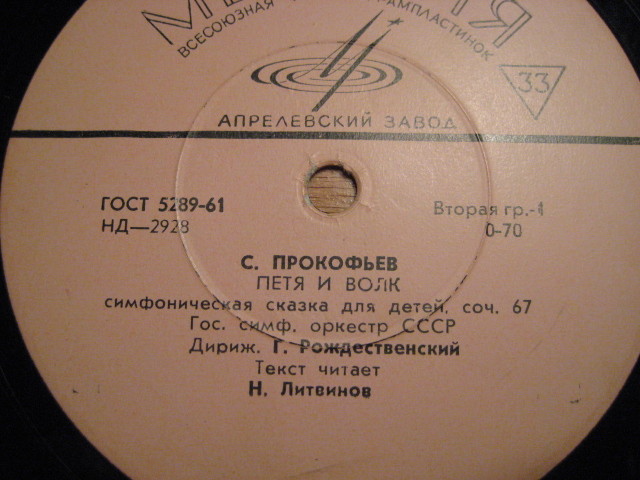 ВСЕСОЮЗНАЯ
ГРАМПЛАСТИНОК
33
АПРЕЛЕВСКИЙ ЗАВОД
ГОСТ 5289-61
НД—2928
Вторая гр.-1
0-70
С. ПРОКОФЬЕВ
ПЕТЯ И ВОЛК
симфоническая сказка для детей, соч. 67
Гос. симф. оркестр СССР
Дириж. Г. Рождественский
Текст читает
Н. Литвинов